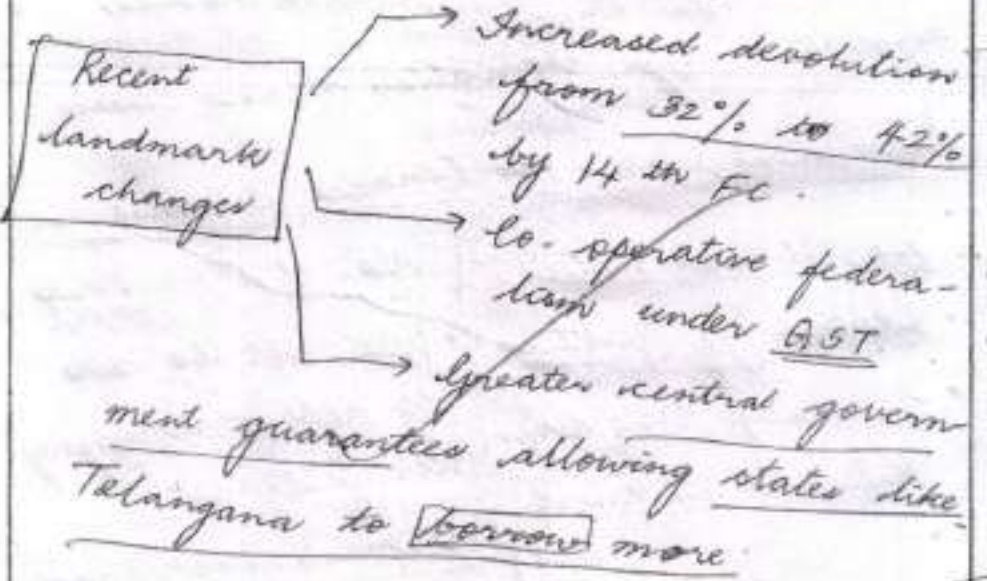 Recent
landmark
changes
Increased devolution
from 32% to 42%
by 14 th FC.
Co-operative federa-
lism under GST
Greater central govern
ment guarantees allowing states like
Telangana to borrow more